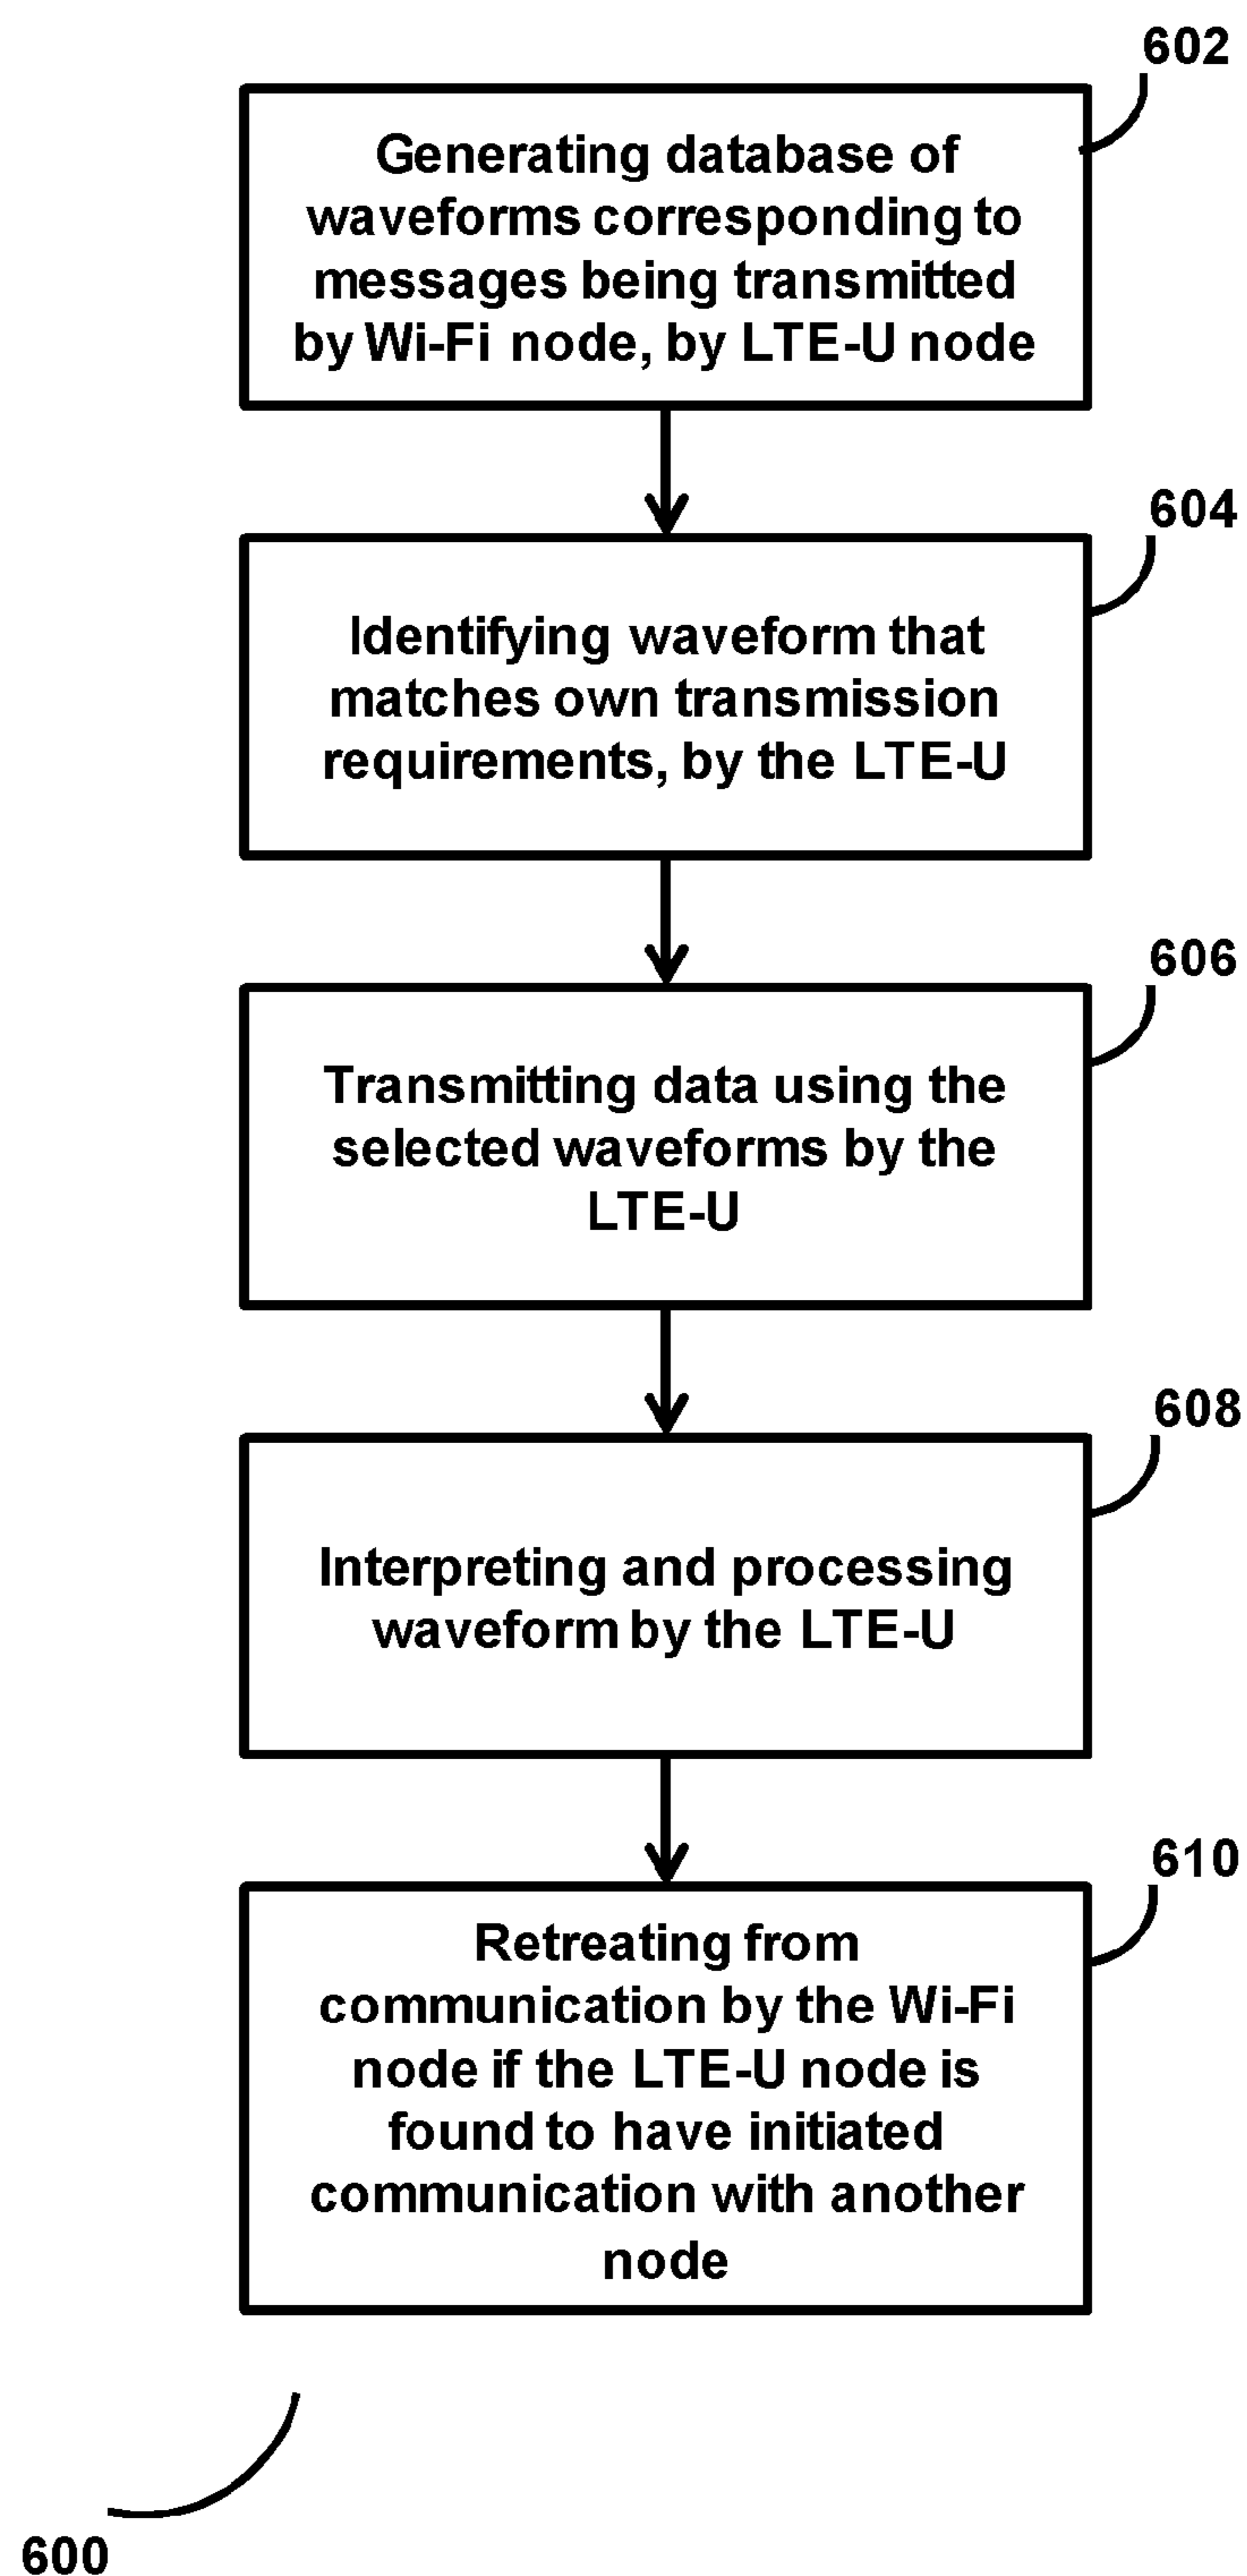 602
Generating database of
waveforms corresponding to
messages being transmitted
by Wi-Fi node, by LTE-U node
604
Identifying waveform that
matches own transmission
requirements, by the LTE-U
606
Transmitting data using the
selected waveforms by the
LTE-U
608
Interpreting and processing
waveform by the LTE-U
610
Retreating from
communication by the Wi-Fi
node if the LTE-U node is
found to have initiated
communication with another
node
600